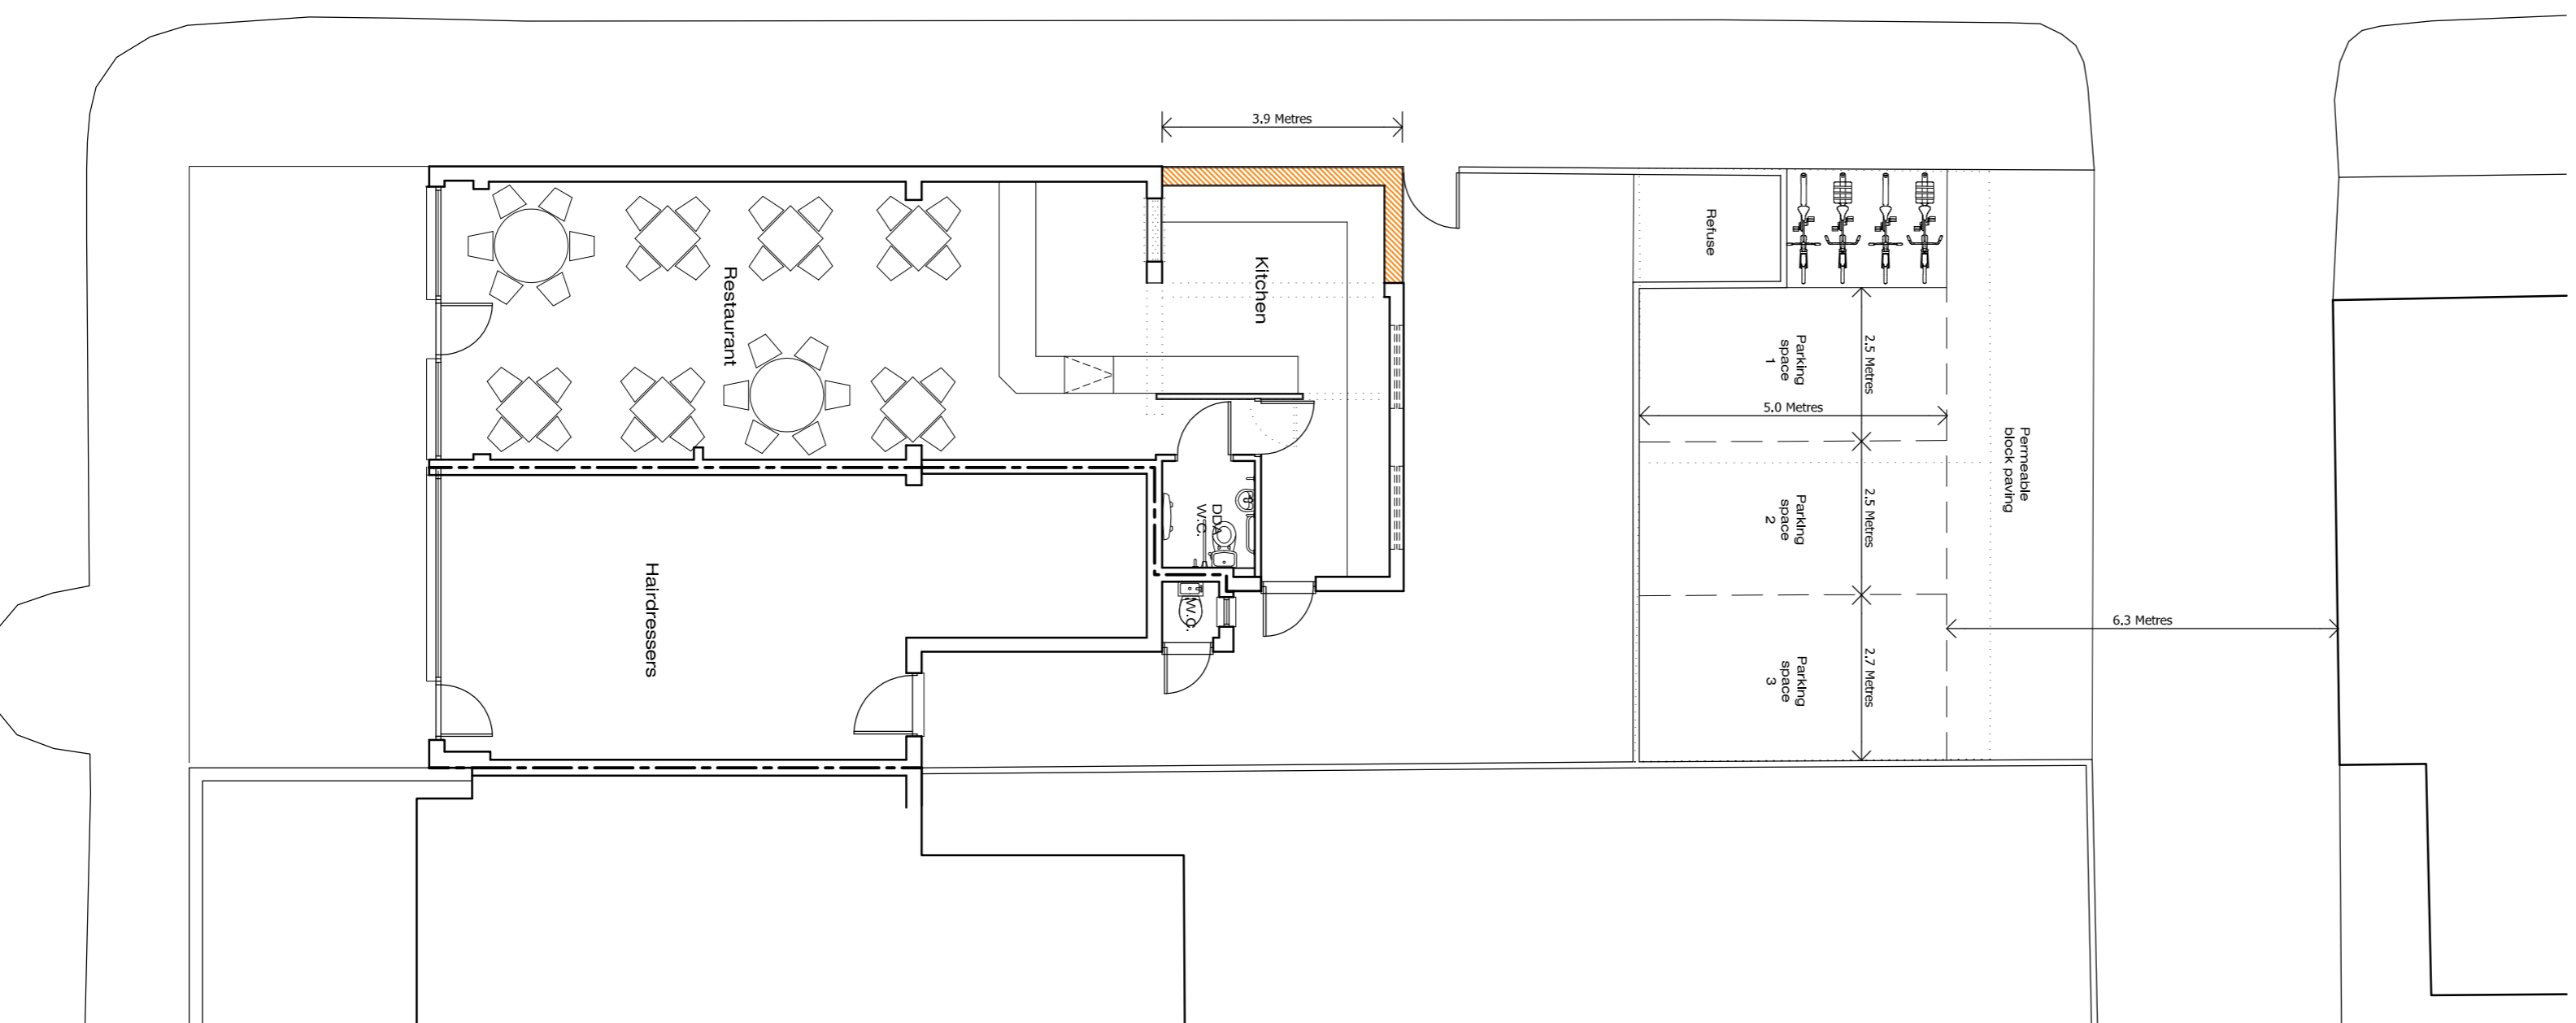 3.9 Metres
Restaurant
Kitchen
Refuse
Parking
space
1
2.5 Metres
5.0 Metres
Permeable
block paving
Parking
space
2
2.5 Metres
DDA
W.C.
W.C.
Hairdressers
Parking
space
3
2.7 Metres
6.3 Metres